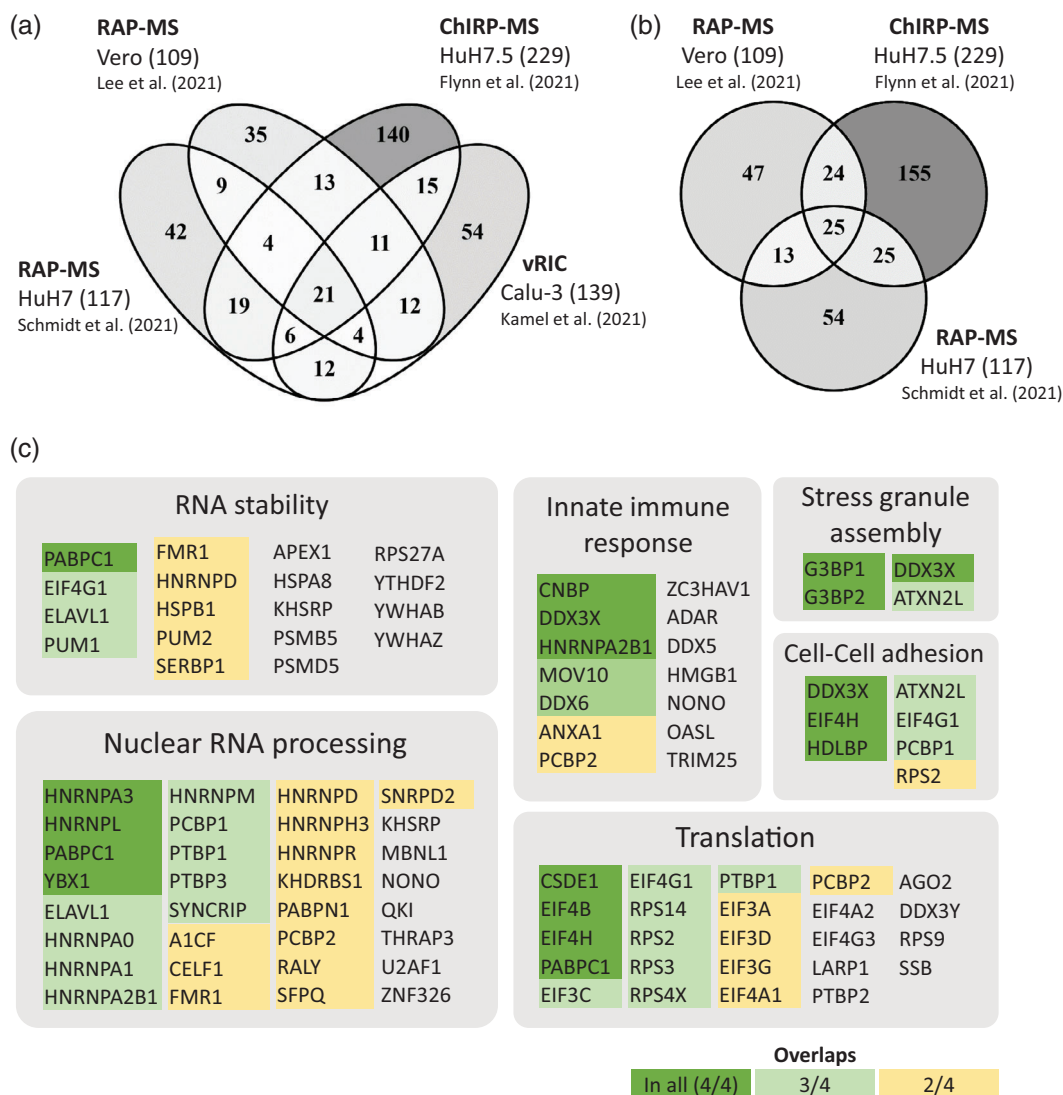 (a)
RAP-MS
Vero (109)
Lee et al. (2021)
ChIRP-MS
HuH7.5 (229)
Flynn et al. (2021)
35
140
9
13
15
42
4
11
54
RAP-MS
HuH7 (117)
Schmidt et al. (2021)
vRIC
Calu-3 (139)
Kamel et al. (2021)
19
21
12
6
4
12
(b)
RAP-MS
Vero (109)
Lee et al. (2021)
ChIRP-MS
HuH7.5 (229)
Flynn et al. (2021)
47
24
155
25
13
25
54
RAP-MS
HuH7 (117)
Schmidt et al. (2021)
(c)
RNA stability
PABPC1
EIF4G1
ELAVL1
PUM1
FMR1
HNRNPD
HSPB1
PUM2
SERBP1
APEX1
HSPA8
KHSRP
PSMB5
PSMD5
RPS27A
YTHDF2
YWHAB
YWHAZ
Innate immune
response
CNBP
DDX3X
HNRNPA2B1
MOV10
DDX6
ANXA1
PCBP2
ZC3HAV1
ADAR
DDX5
HMGB1
NONO
OASL
TRIM25
Stress granule
assembly
G3BP1
G3BP2
DDX3X
ATXN2L
Cell-Cell adhesion
DDX3X
EIF4H
HDLBP
ATXN2L
EIF4G1
PCBP1
RPS2
Nuclear RNA processing
HNRNPA3
HNRNPL
PABPC1
YBX1
ELAVL1
HNRNPA0
HNRNPA1
HNRNPA2B1
HNRNPM
PCBP1
PTBP1
PTBP3
SYNCRIP
A1CF
CELF1
FMR1
HNRNPD
HNRNPH3
HNRNPR
KHDRBS1
PABPN1
PCBP2
RALY
SFPQ
SNRPD2
KHSRP
MBNL1
NONO
QKI
THRAP3
U2AF1
ZNF326
Translation
CSDE1
EIF4B
EIF4H
PABPC1
EIF3C
EIF4G1
RPS14
RPS2
RPS3
RPS4X
PTBP1
EIF3A
EIF3D
EIF3G
EIF4A1
PCBP2
EIF4A2
EIF4G3
LARP1
PTBP2
AGO2
DDX3Y
RPS9
SSB
Overlaps
In all (4/4)
3/4
2/4